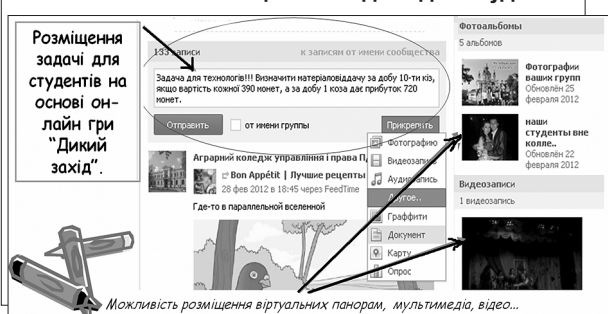 Розміщення
задачі для
студентів на
основі он-
лайн гри
“Дикий
захід”.
133 записи
к записям от имени сообщества
Задача для технологів!!! Визначити матеріаловіддачу за добу 10-ти кіз,
якщо вартість кожної 390 монет, а за добу 1 коза дає прибуток 720
монет.
Отправить
от имени группы
Прикрепить
Фотографию
Видеозапись
Аудиозапись
Другое..
Граффити
Документ
Карту
Опрос
Аграрний коледж управління і права
Bon Appétit | Лучшие рецепты
28 фев 2012 в 18:45 через FeedTime
Где-то в параллельной вселенной
Фотоальбомы
5 альбомов
Фотографии
ваших групп
Обновлён 25
февраля 2012
наши
студенты вне
колле..
Обновлён 22
февраля 2012
Видеозаписи
1 видеозапись
Можливість розміщення віртуальних панорам, мультимедіа, відео...